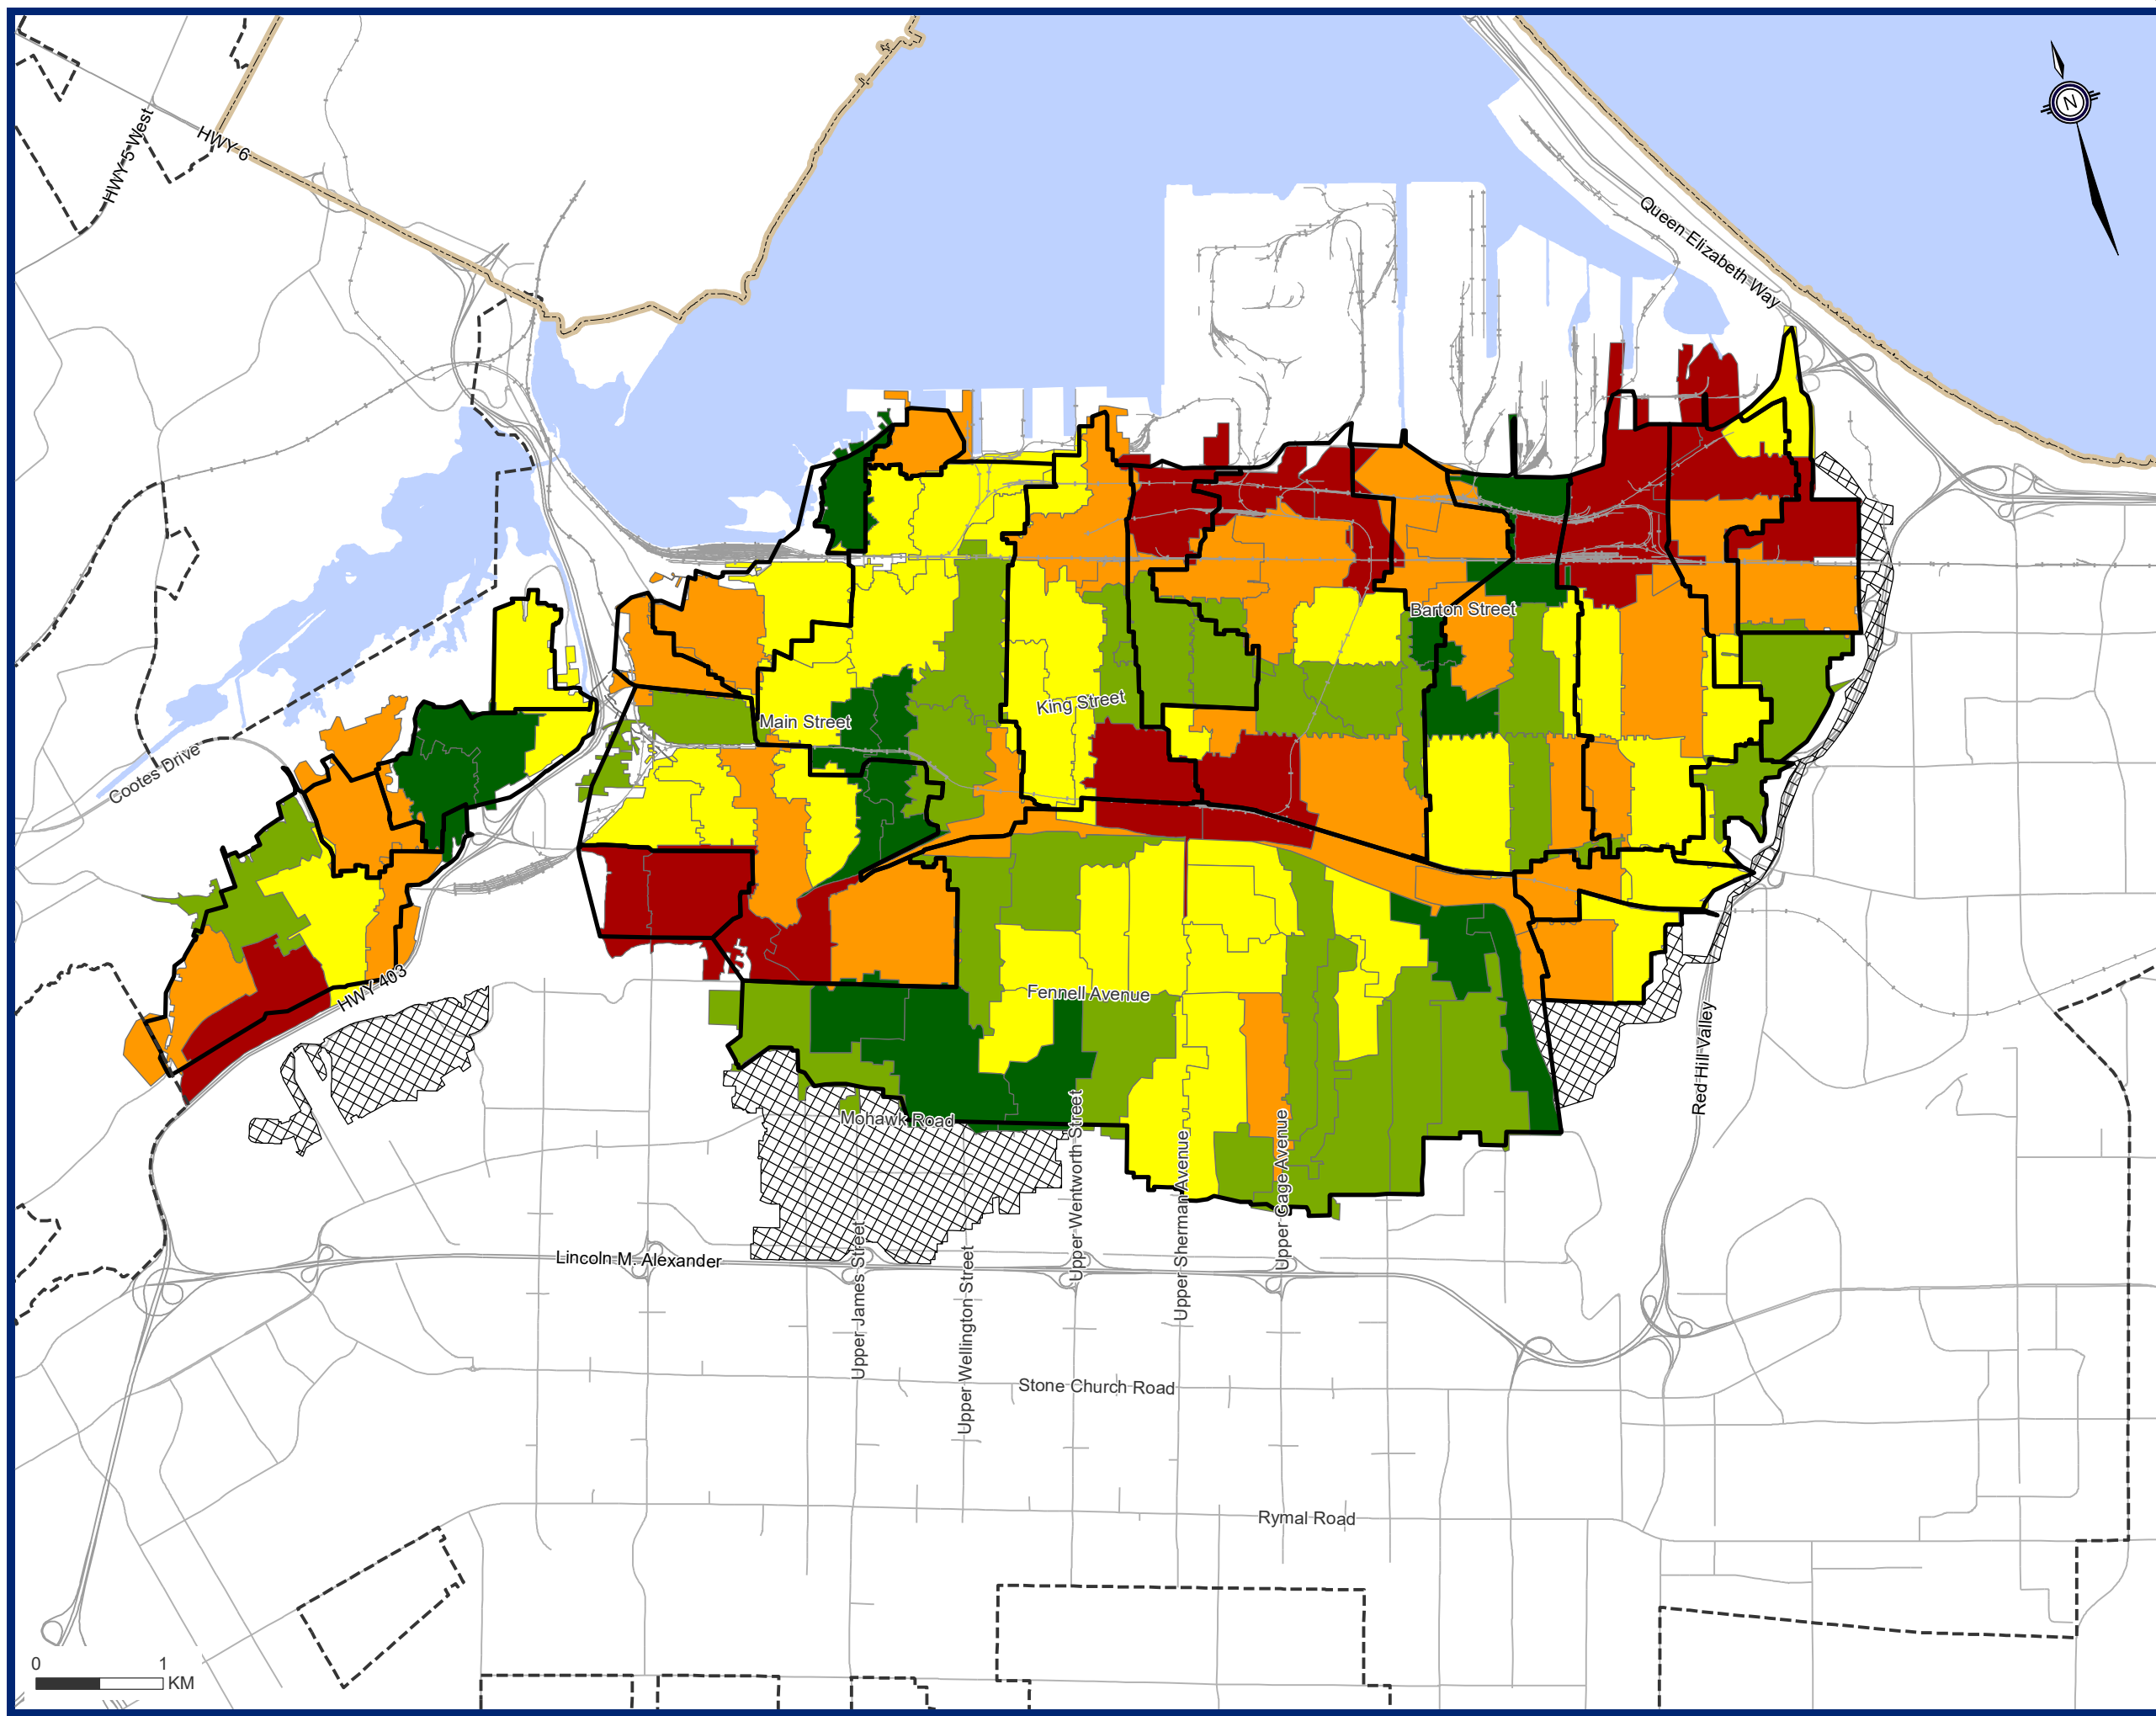 N
HWY 5 West
HWY 6
Queen Elizabeth Way
Barton Street
King Street
Main Street
Cootes Drive
HWY 403
Fennell Avenue
Red Hill Valley
Mohawk Road
Upper Wentworth Street
Upper Sherman Avenue
Upper Gage Avenue
Upper James Street
Upper Wellington Street
Lincoln M. Alexander
Stone Church Road
Rymal Road
0 1
KM